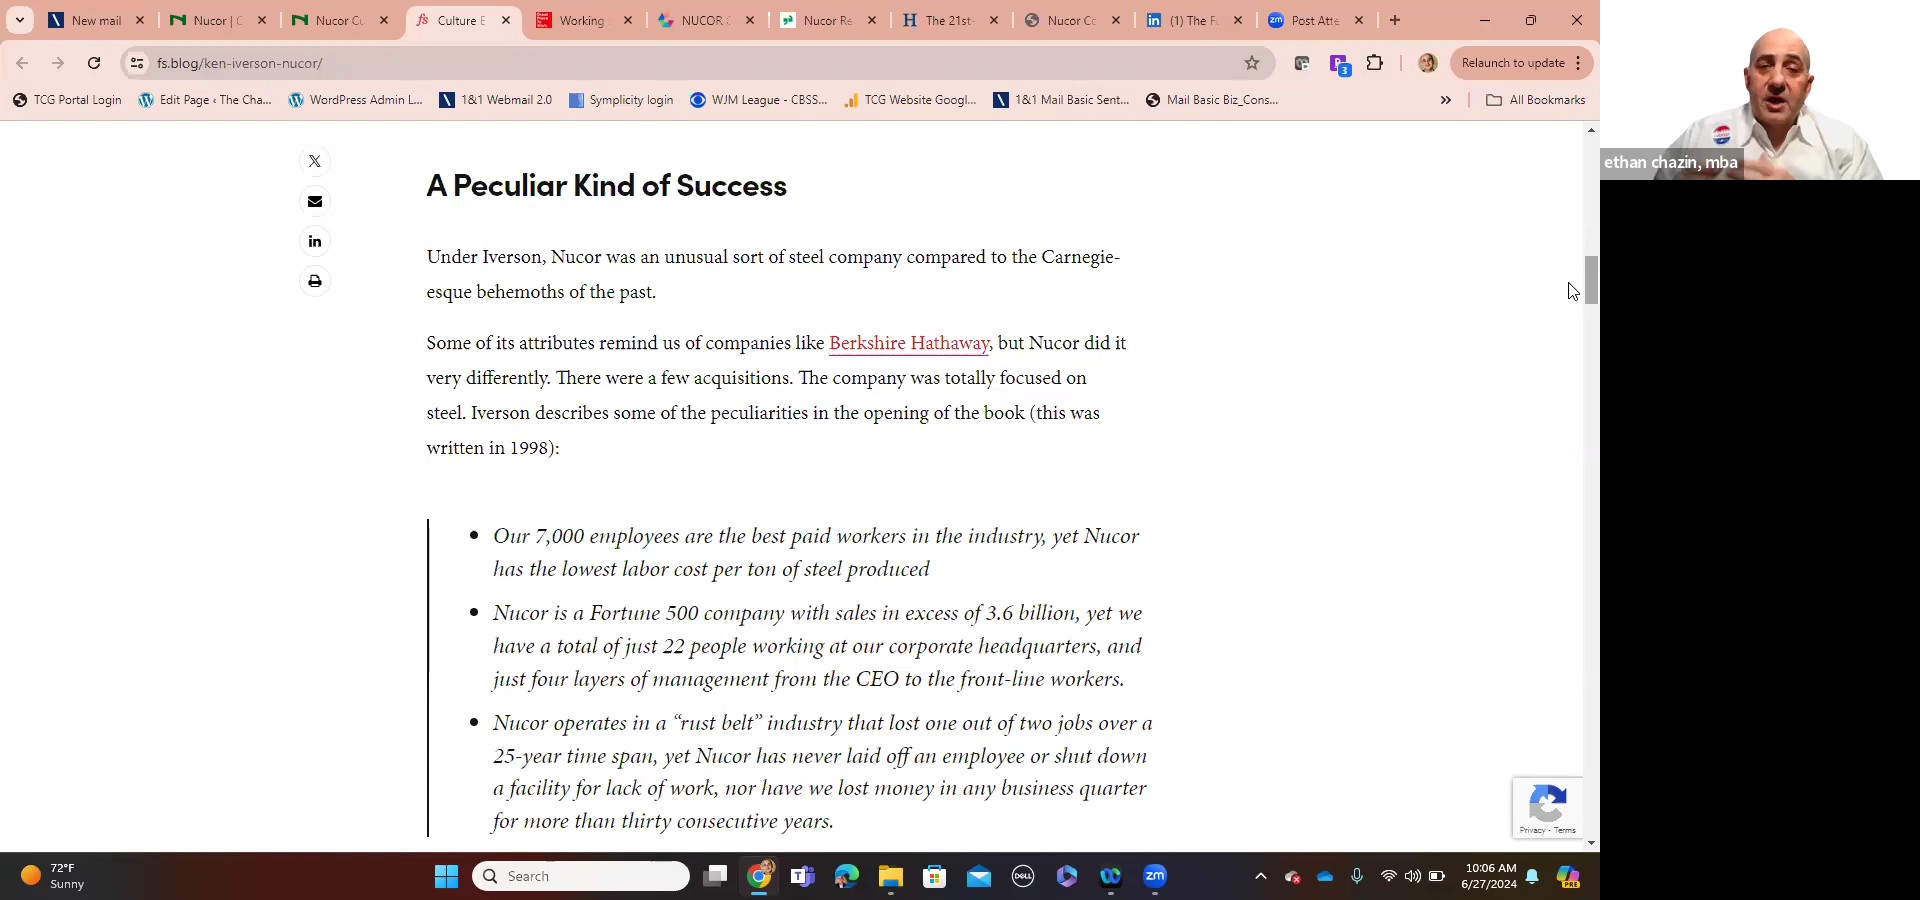 New mail
Nucor | C
Nucor Cu
fs
Culture E
Working
NUCOR
Nucor Re
H
The 21st-
Nucor Co
in
(1) The F
zm
Post Atte
fs.blog/ken-iverson-nucor/
3
Relaunch to update
TCG Portal Login
Edit Page ‹ The Cha...
WordPress Admin L...
1&1 Webmail 2.0
Symplicity login
WJM League - CBSS...
TCG Website Googl...
1&1 Mail Basic Sent...
Mail Basic Biz_Cons...
»
All Bookmarks
ethan chazin, mba
A Peculiar Kind of Success
Under Iverson, Nucor was an unusual sort of steel company compared to the Carnegie-
esque behemoths of the past.
Some of its attributes remind us of companies like Berkshire Hathaway, but Nucor did it
very differently. There were a few acquisitions. The company was totally focused on
steel. Iverson describes some of the peculiarities in the opening of the book (this was
written in 1998):
• Our 7,000 employees are the best paid workers in the industry, yet Nucor
has the lowest labor cost per ton of steel produced
• Nucor is a Fortune 500 company with sales in excess of 3.6 billion, yet we
have a total of just 22 people working at our corporate headquarters, and
just four layers of management from the CEO to the front-line workers.
• Nucor operates in a “rust belt” industry that lost one out of two jobs over a
25-year time span, yet Nucor has never laid off an employee or shut down
a facility for lack of work, nor have we lost money in any business quarter
for more than thirty consecutive years.
Privacy - Terms
72°F
Sunny
Search
DELL
zm
10:06 AM
6/27/2024
PRE